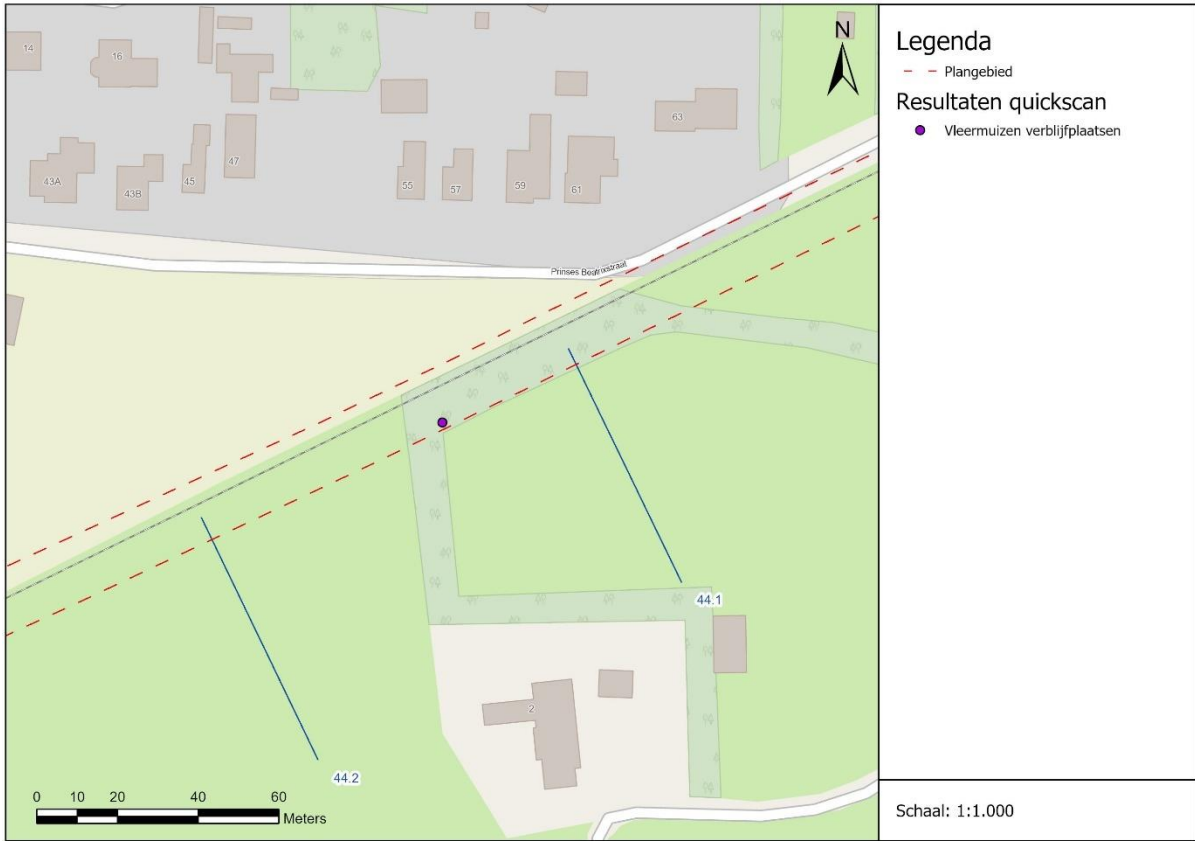 N
14
16
43A
43B
45
47
55
57
59
61
63
Prinses Beatrixstraat
44.1
2
44.2
0 10 20 40 60
Meters
Legenda
Plangebied
Resultaten quickscan
Vleermuizen verblijfplaatsen
Schaal: 1:1.000